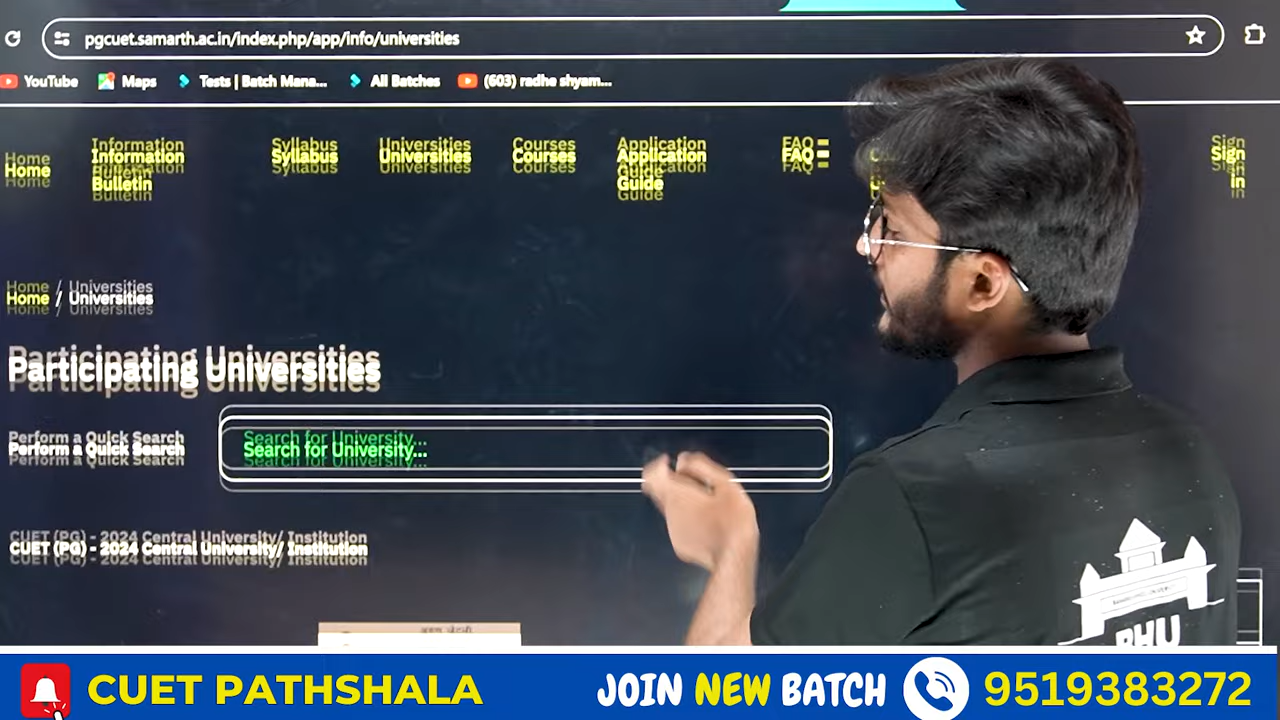 pgcuet.samarth.ac.in/index.php/app/info/universities
YouTube Maps Tests | Batch Mana... All Batches (603) radhe shyam...
Home Information Bulletin Syllabus Universities Courses Application Guide FAQ Sign in
Home / Universities
Participating Universities
Perform a Quick Search Search for University...
CUET (PG) - 2024 Central University/ Institution
BHU
CUET PATHSHALA JOIN NEW BATCH 9519383272